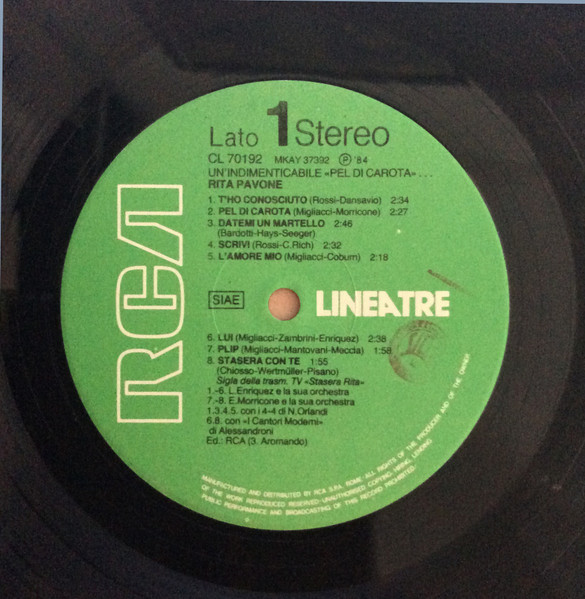 Lato 1 Stereo
CL 70192 MKAY 37392 Ⓟ '84
UN'INDIMENTICABILE «PEL DI CAROTA»...
RITA PAVONE
1. T'HO CONOSCIUTO (Rossi-Dansavio) 2:34
2. PEL DI CAROTA (Migliacci-Morricone) 2:27
3. DATEMI UN MARTELLO 2:46
(Bardotti-Hays-Seeger)
4. SCRIVI (Rossi-C.Rich) 2:32
5. L'AMORE MIO (Migliacci-Coburn) 2:18
RCA
SIAE
LINEATRE
6. LUI (Migliacci-Zambrini-Enriquez) 2:38
7. PLIP (Migliacci-Mantovani-Meccia) 1:58
8. STASERA CON TE 1:55
(Chiosso-Wertmüller-Pisano)
Sigla della trasm. TV «Stasera Rita»
1.-6. L.Enriquez e la sua orchestra
7.-8. E.Morricone e la sua orchestra
1.3.4.5. con i 4-4 di N.Orlandi
6.8. con «I Cantori Moderni»
di Alessandroni
Ed.: RCA (3. Aromando)
MANUFACTURED AND DISTRIBUTED BY RCA S.P.A. ROME: ALL RIGHTS OF THE PRODUCER AND OF THE OWNER
OF THE WORK REPRODUCED RESERVED-UNAUTHORISED COPYING, HIRING, LENDING
PUBLIC PERFORMANCE AND BROADCASTING OF THIS RECORD PROHIBITED.